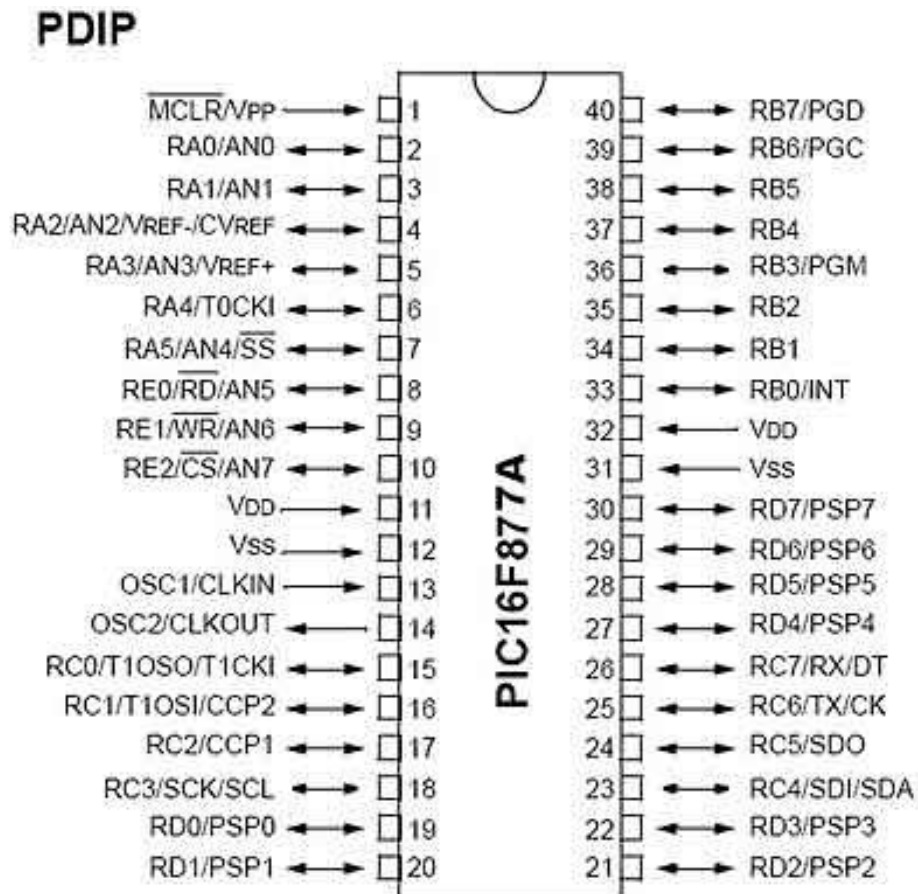 PDIP
MCLR/VPP 1 40 RB7/PGD
RA0/AN0 2 39 RB6/PGC
RA1/AN1 3 38 RB5
RA2/AN2/VREF-/CVREF 4 37 RB4
RA3/AN3/VREF+ 5 36 RB3/PGM
RA4/T0CKI 6 35 RB2
RA5/AN4/SS 7 34 RB1
RE0/RD/AN5 8 33 RB0/INT
RE1/WR/AN6 9 32 VDD
RE2/CS/AN7 10 31 VSS
VDD 11 30 RD7/PSP7
VSS 12 29 RD6/PSP6
OSC1/CLKIN 13 28 RD5/PSP5
OSC2/CLKOUT 14 27 RD4/PSP4
RC0/T1OSO/T1CKI 15 26 RC7/RX/DT
RC1/T1OSI/CCP2 16 25 RC6/TX/CK
RC2/CCP1 17 24 RC5/SDO
RC3/SCK/SCL 18 23 RC4/SDI/SDA
RD0/PSP0 19 22 RD3/PSP3
RD1/PSP1 20 21 RD2/PSP2
PIC16F877A